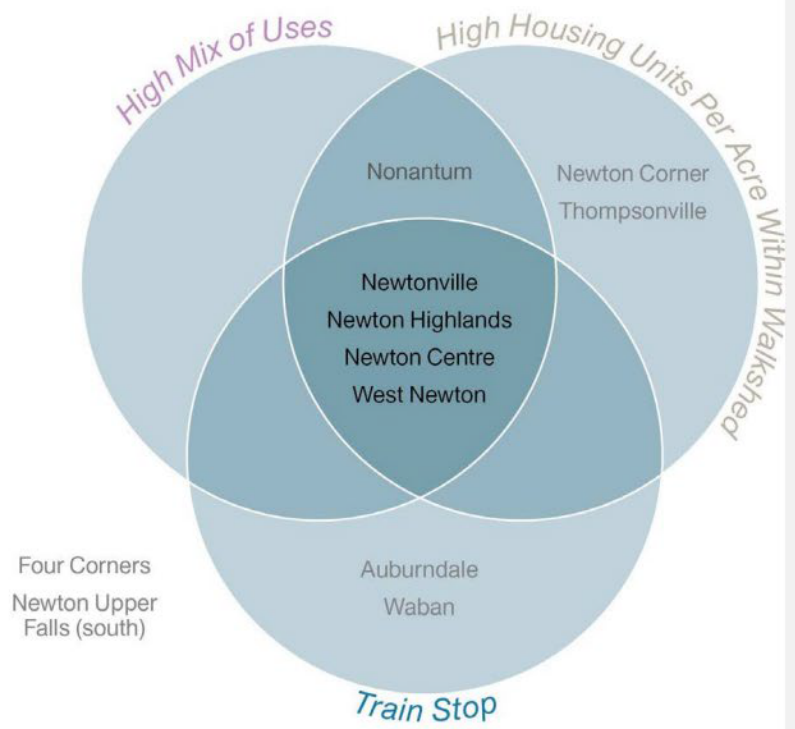 High Mix of Uses
High Housing Units Per Acre Within Walkshed
Nonantum
Newton Corner
Thompsonville
Newtonville
Newton Highlands
Newton Centre
West Newton
Four Corners
Newton Upper
Falls (south)
Auburndale
Waban
Train Stop